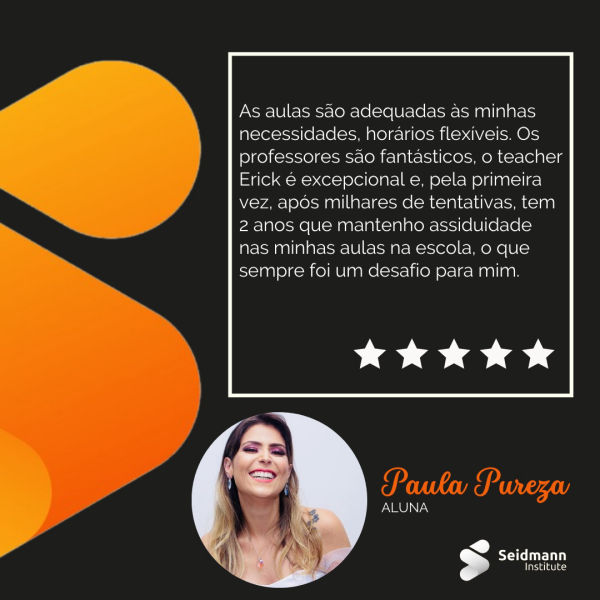 As aulas são adequadas às minhas
necessidades, horários flexíveis. Os
professores são fantásticos, o teacher
Erick é excepcional e, pela primeira
vez, após milhares de tentativas, tem
2 anos que mantenho assiduidade
nas minhas aulas na escola, o que
sempre foi um desafio para mim.
Paula Pureza
ALUNA
Seidmann
Institute